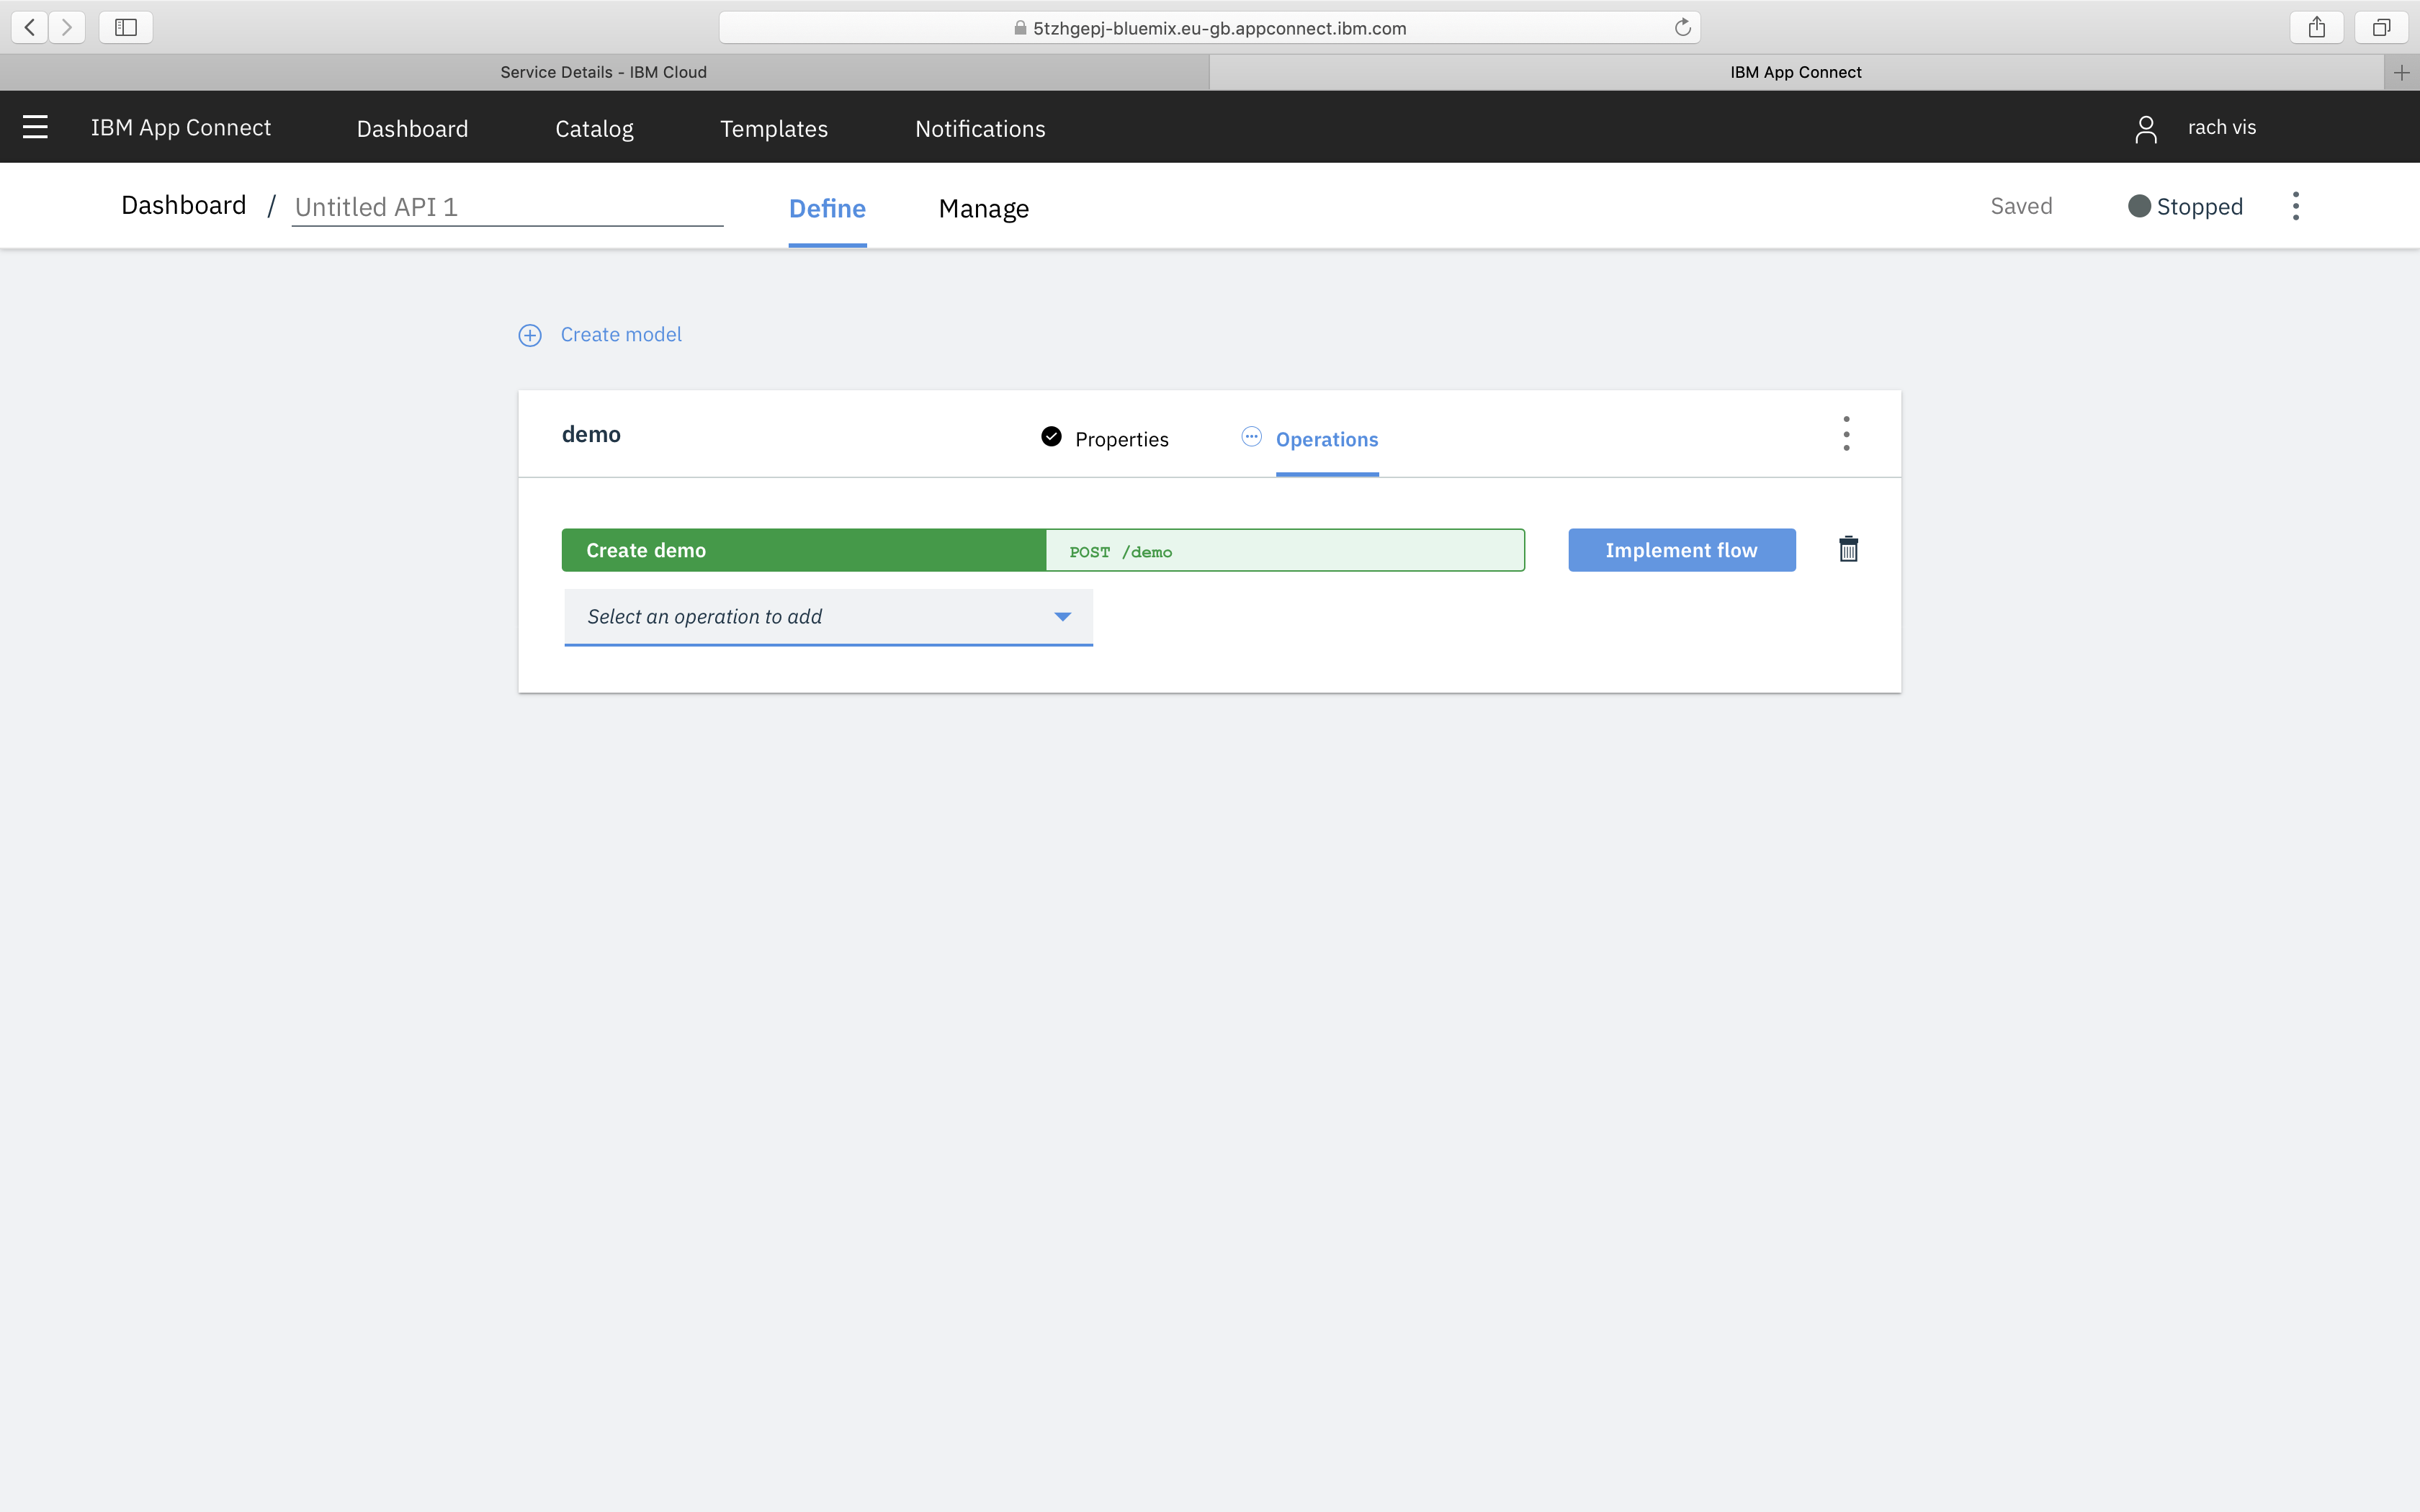 5tzhgepj-bluemix.eu-gb.appconnect.ibm.com
Service Details - IBM Cloud
IBM App Connect
IBM App Connect
Dashboard
Catalog
Templates
Notifications
rach vis
Dashboard / Untitled API 1
Define
Manage
Saved
Stopped
Create model
demo
Properties
Operations
Create demo
POST /demo
Implement flow
Select an operation to add